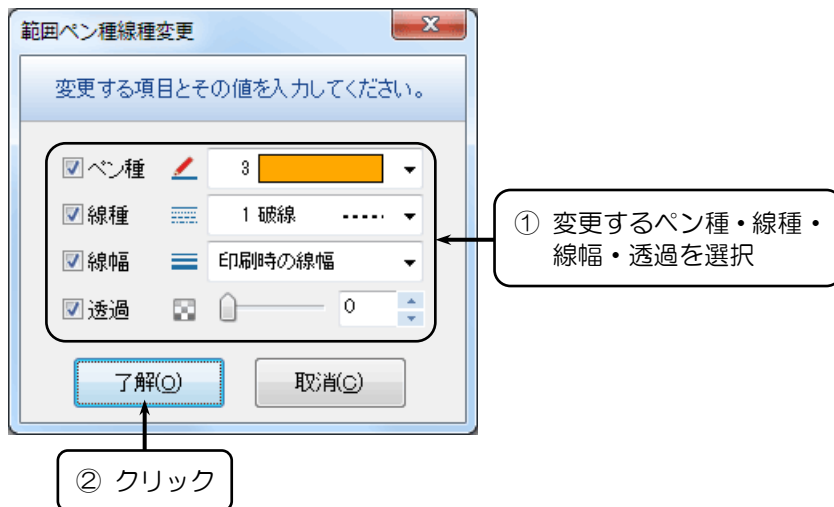 範囲ペン種線種変更
変更する項目とその値を入力してください。
ペン種 3
線種 1 破線
線幅 印刷時の線幅
透過 0
① 変更するペン種・線種・
線幅・透過を選択
了解(O) 取消(C)
② クリック